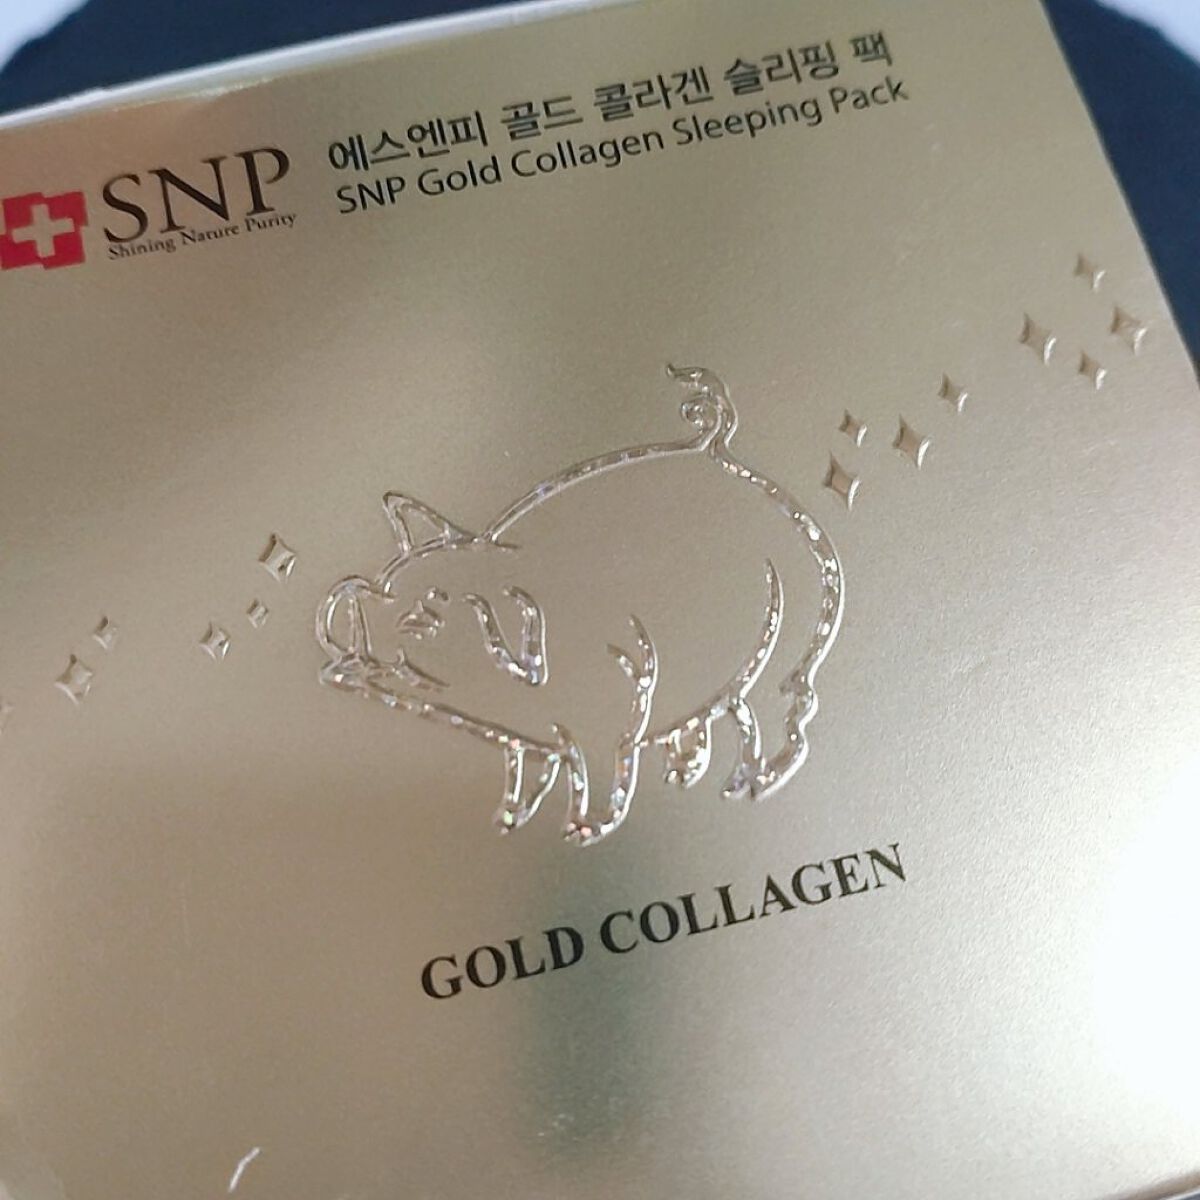 SNP
Shining Nature Purity
에스엔피 골드 콜라겐 슬리핑 팩
SNP Gold Collagen Sleeping Pack
GOLD COLLAGEN